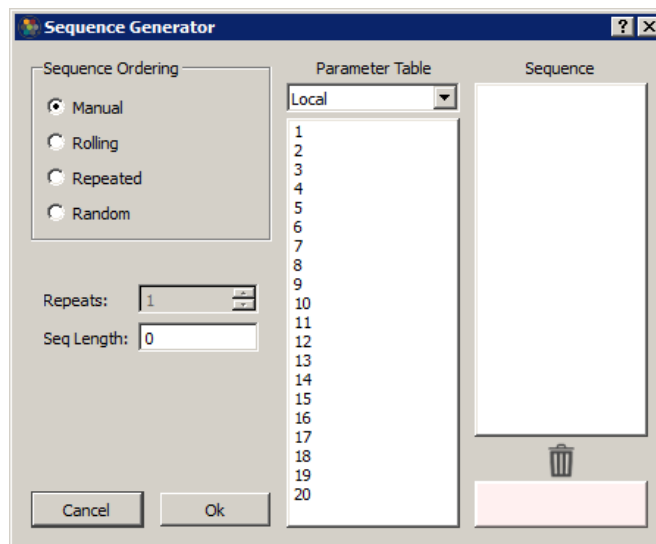 Sequence Generator
Sequence Ordering
Manual
Rolling
Repeated
Random
Repeats: 1
Seq Length: 0
Cancel
Ok
Parameter Table
Local
1
2
3
4
5
6
7
8
9
10
11
12
13
14
15
16
17
18
19
20
Sequence